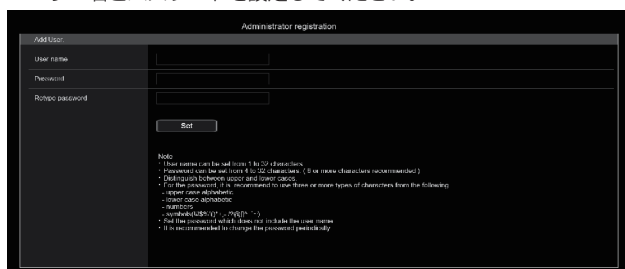 Administrator registration
Add User.
User name
Password
Retype password
Set
Note
・User name can be set from 1 to 32 characters
・Password can be set from 4 to 32 characters. ( 8 or more characters recommended )
・Distinguish between upper and lower cases
・For the password, it is recommend to use three or more types of characters from the following
- upper case alphabetic
- lower case alphabetic
- numbers
- symbols
・Set the password which does not include the user name
・It is recommended to change the password periodically